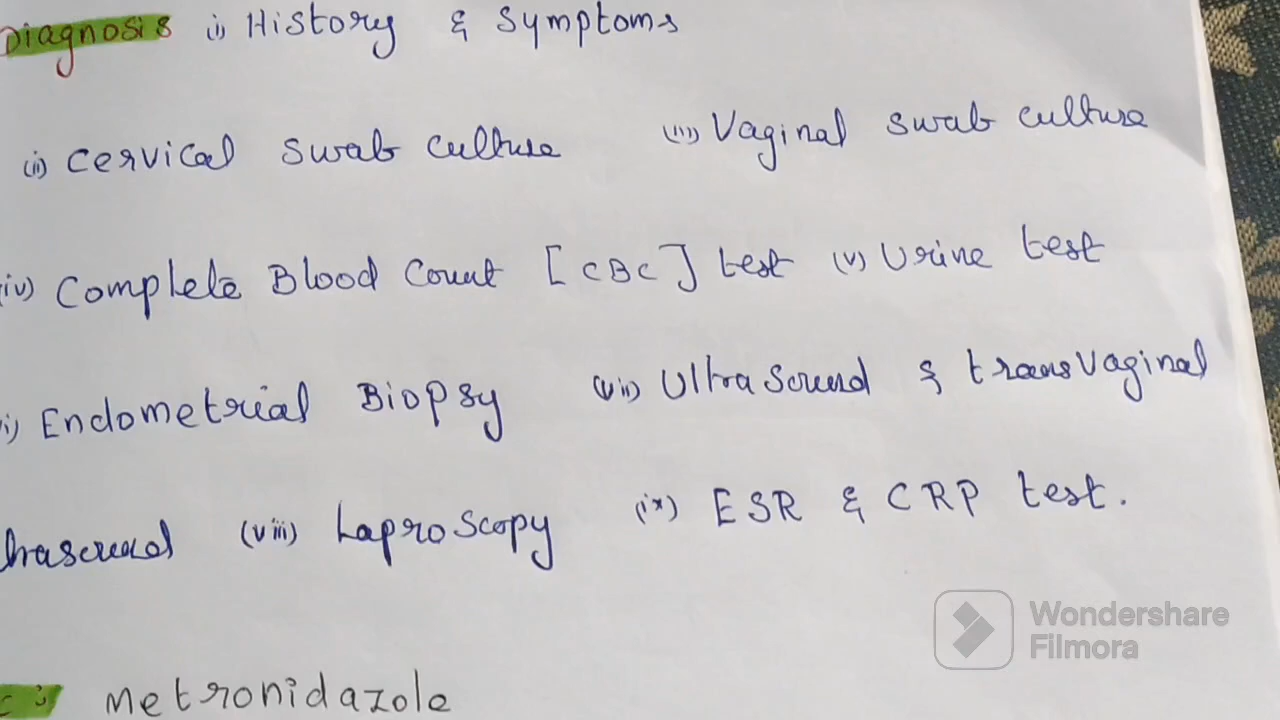 Diagnosis i) History & Symptoms
ii) Cervical swab culture (iii) Vaginal swab culture
iv) Complete Blood Count [CBC] test (v) Urine test
i) Endometrial Biopsy (vii) Ultrasound & transvaginal
ltrasound (viii) Laproscopy (ix) ESR & CRP test.
Wondershare
Filmora
Metronidazole